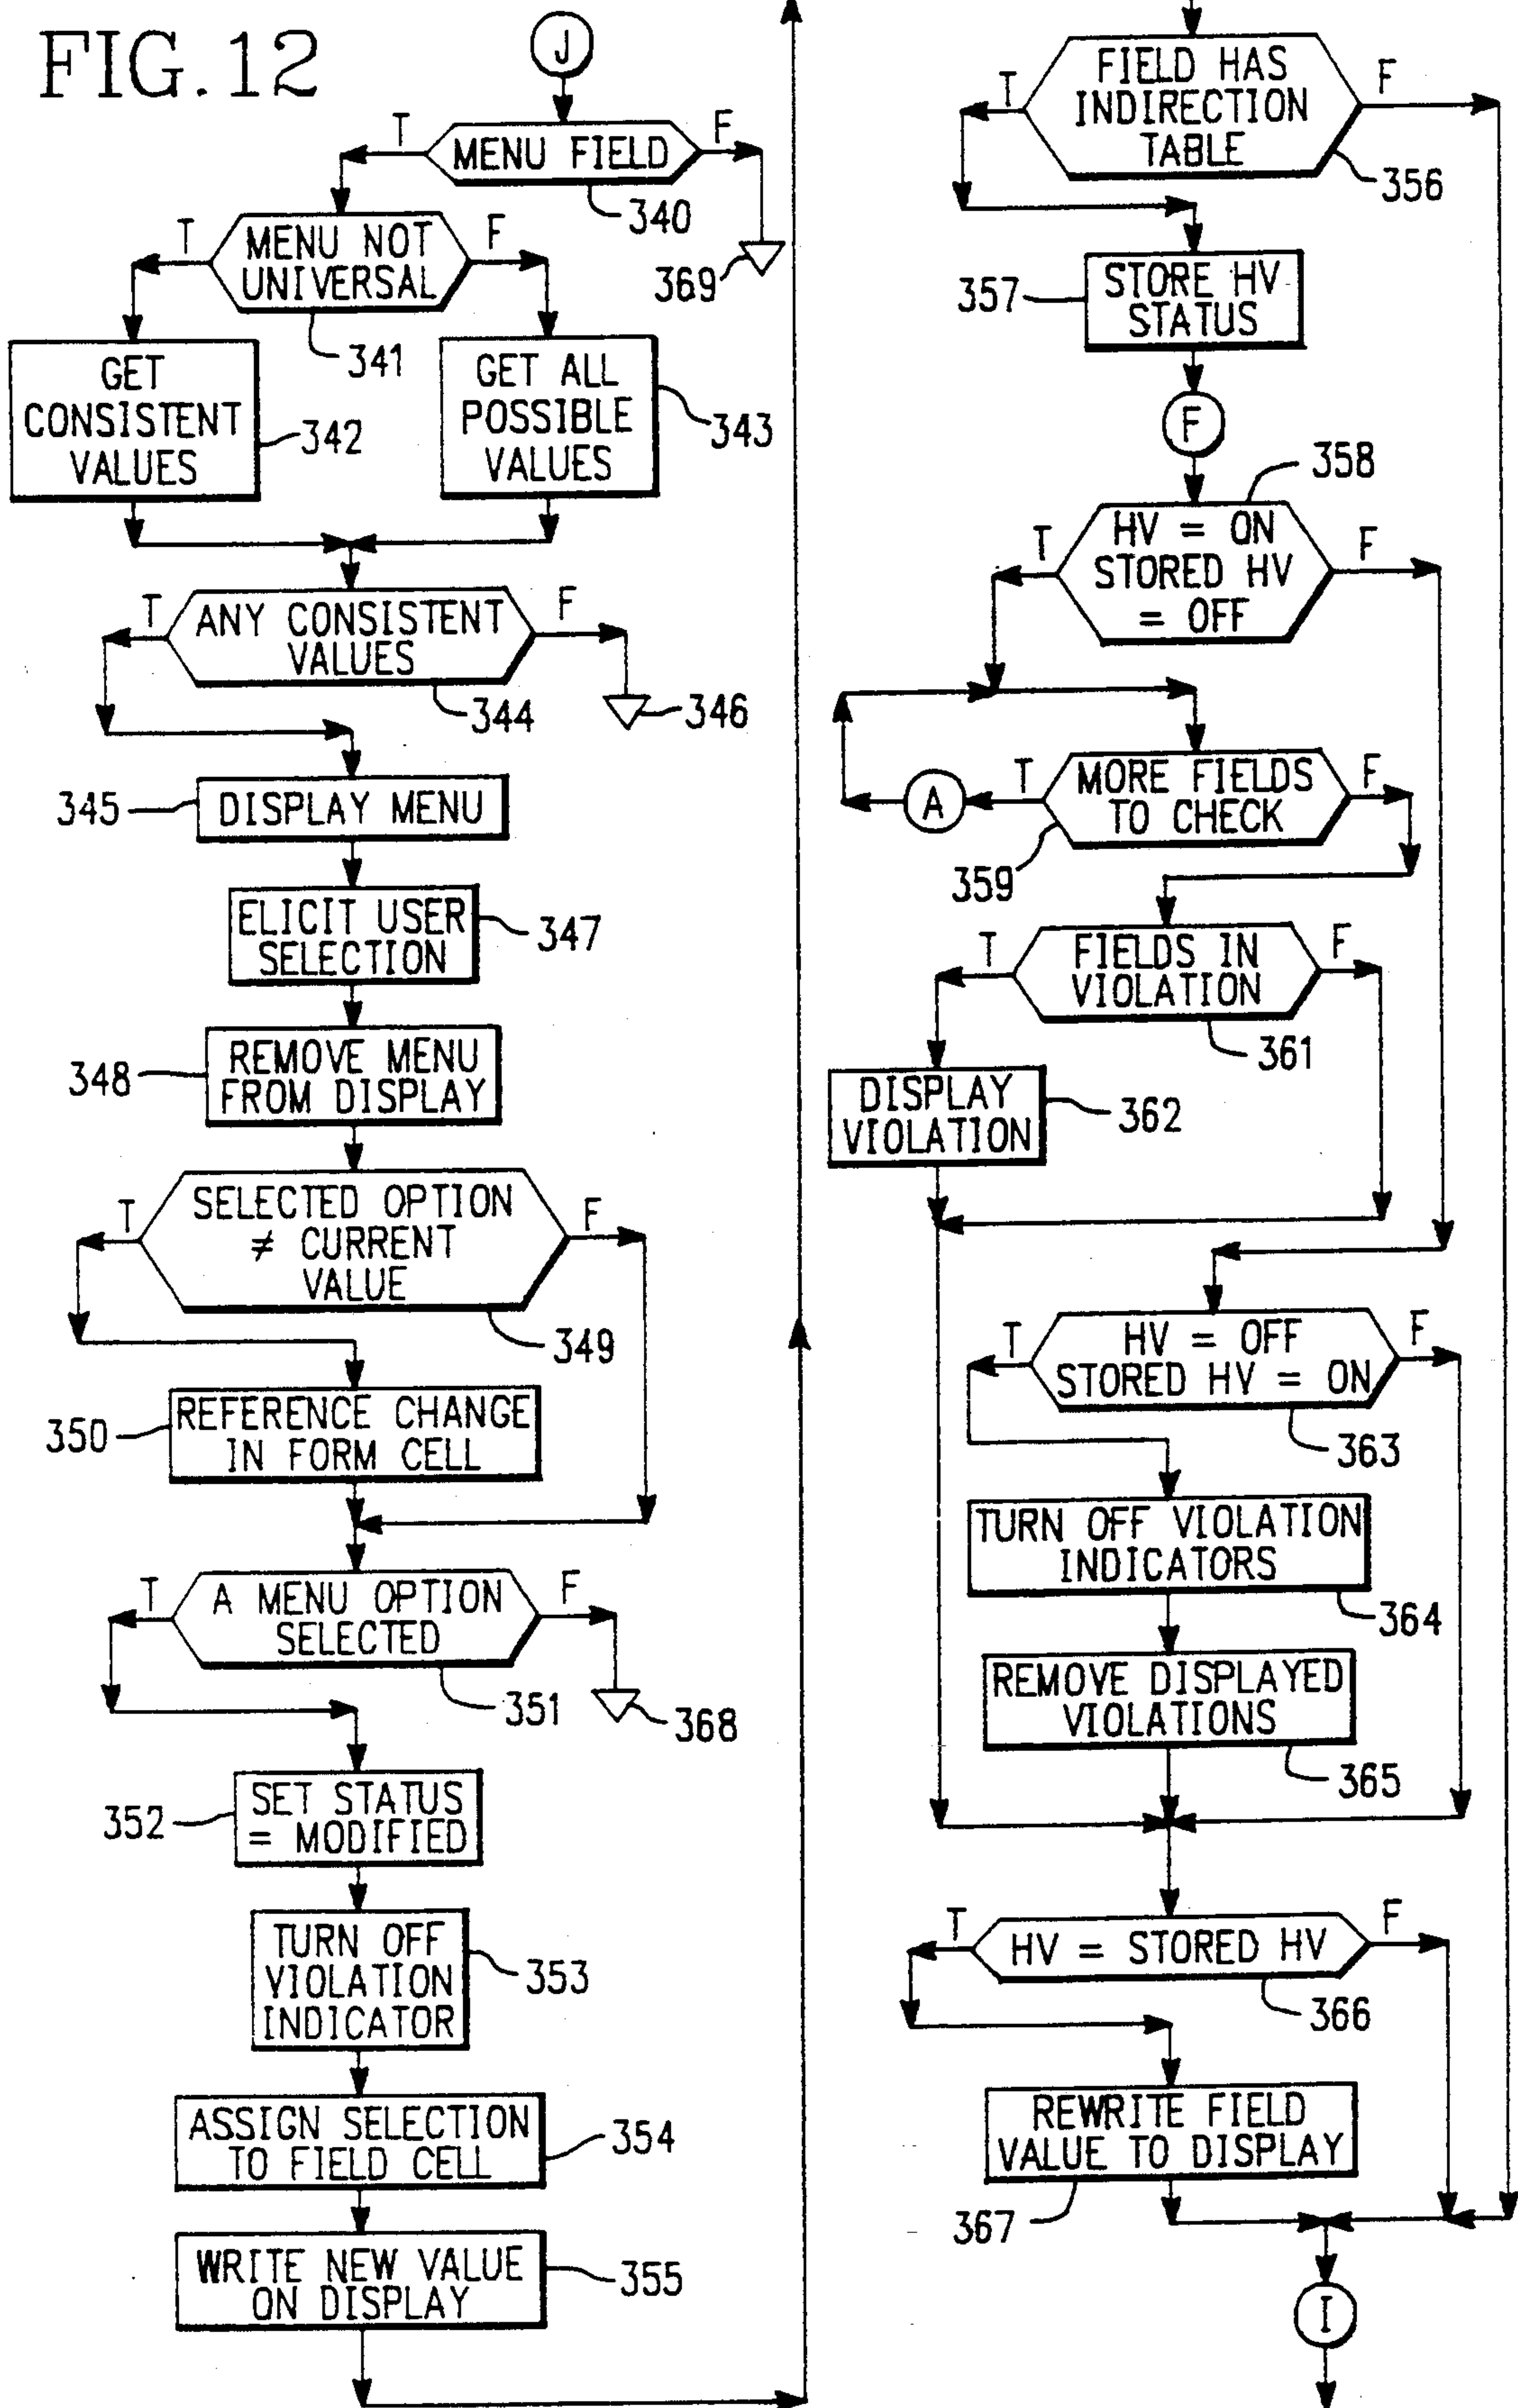 FIG.12
J
T
MENU FIELD
F
340
369
T
MENU NOT
UNIVERSAL
F
341
GET
CONSISTENT
VALUES
342
GET ALL
POSSIBLE
VALUES
343
T
ANY CONSISTENT
VALUES
F
344
346
345
DISPLAY MENU
ELICIT USER
SELECTION
347
348
REMOVE MENU
FROM DISPLAY
T
SELECTED OPTION
≠ CURRENT
VALUE
F
349
350
REFERENCE CHANGE
IN FORM CELL
T
A MENU OPTION
SELECTED
F
351
368
352
SET STATUS
= MODIFIED
TURN OFF
VIOLATION
INDICATOR
353
ASSIGN SELECTION
TO FIELD CELL
354
WRITE NEW VALUE
ON DISPLAY
355
T
FIELD HAS
INDIRECTION
TABLE
F
356
357
STORE HV
STATUS
F
358
T
HV = ON
STORED HV
= OFF
F
A
T
MORE FIELDS
TO CHECK
F
359
T
FIELDS IN
VIOLATION
F
361
DISPLAY
VIOLATION
362
T
HV = OFF
STORED HV = ON
F
363
TURN OFF VIOLATION
INDICATORS
364
REMOVE DISPLAYED
VIOLATIONS
365
T
HV = STORED HV
F
366
REWRITE FIELD
VALUE TO DISPLAY
367
I